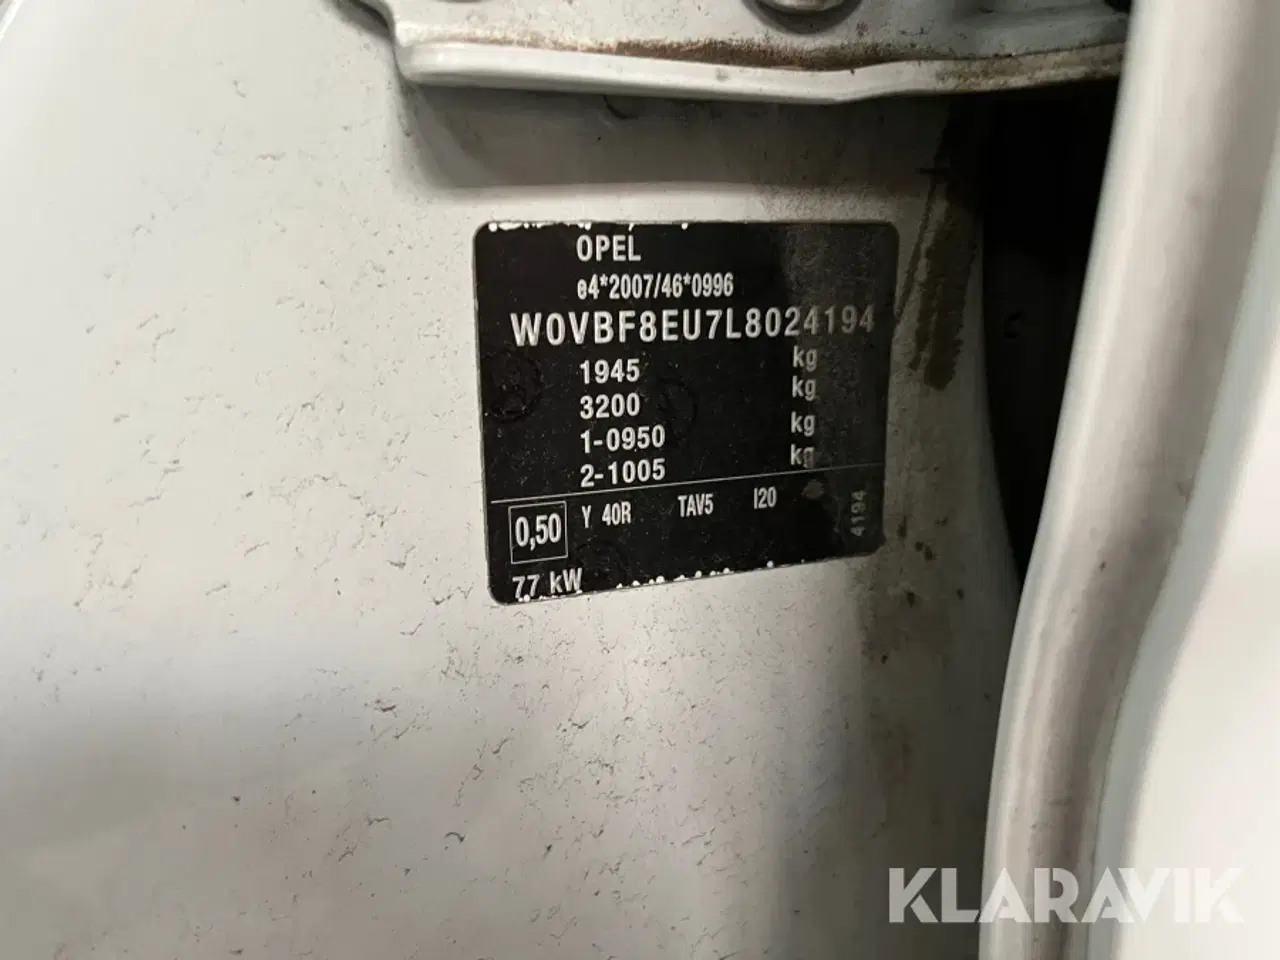 OPEL
e4*2007/46*0996
W0VBF8EU7L8024194
1945 kg
3200 kg
1-0950 kg
2-1005 kg
0,50 Y 40R TAV5 I20
4194
77 kW
KLARAVIK